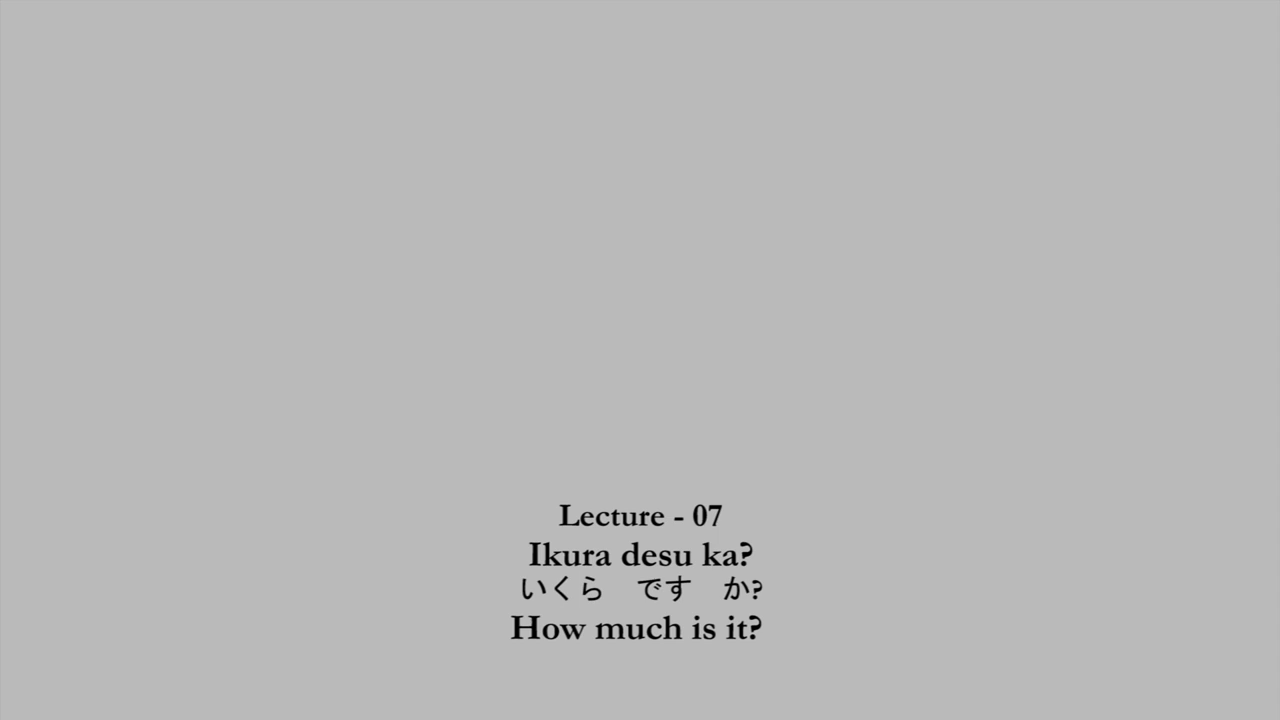 Lecture - 07
Ikura desu ka?
いくら　です　か?
How much is it?